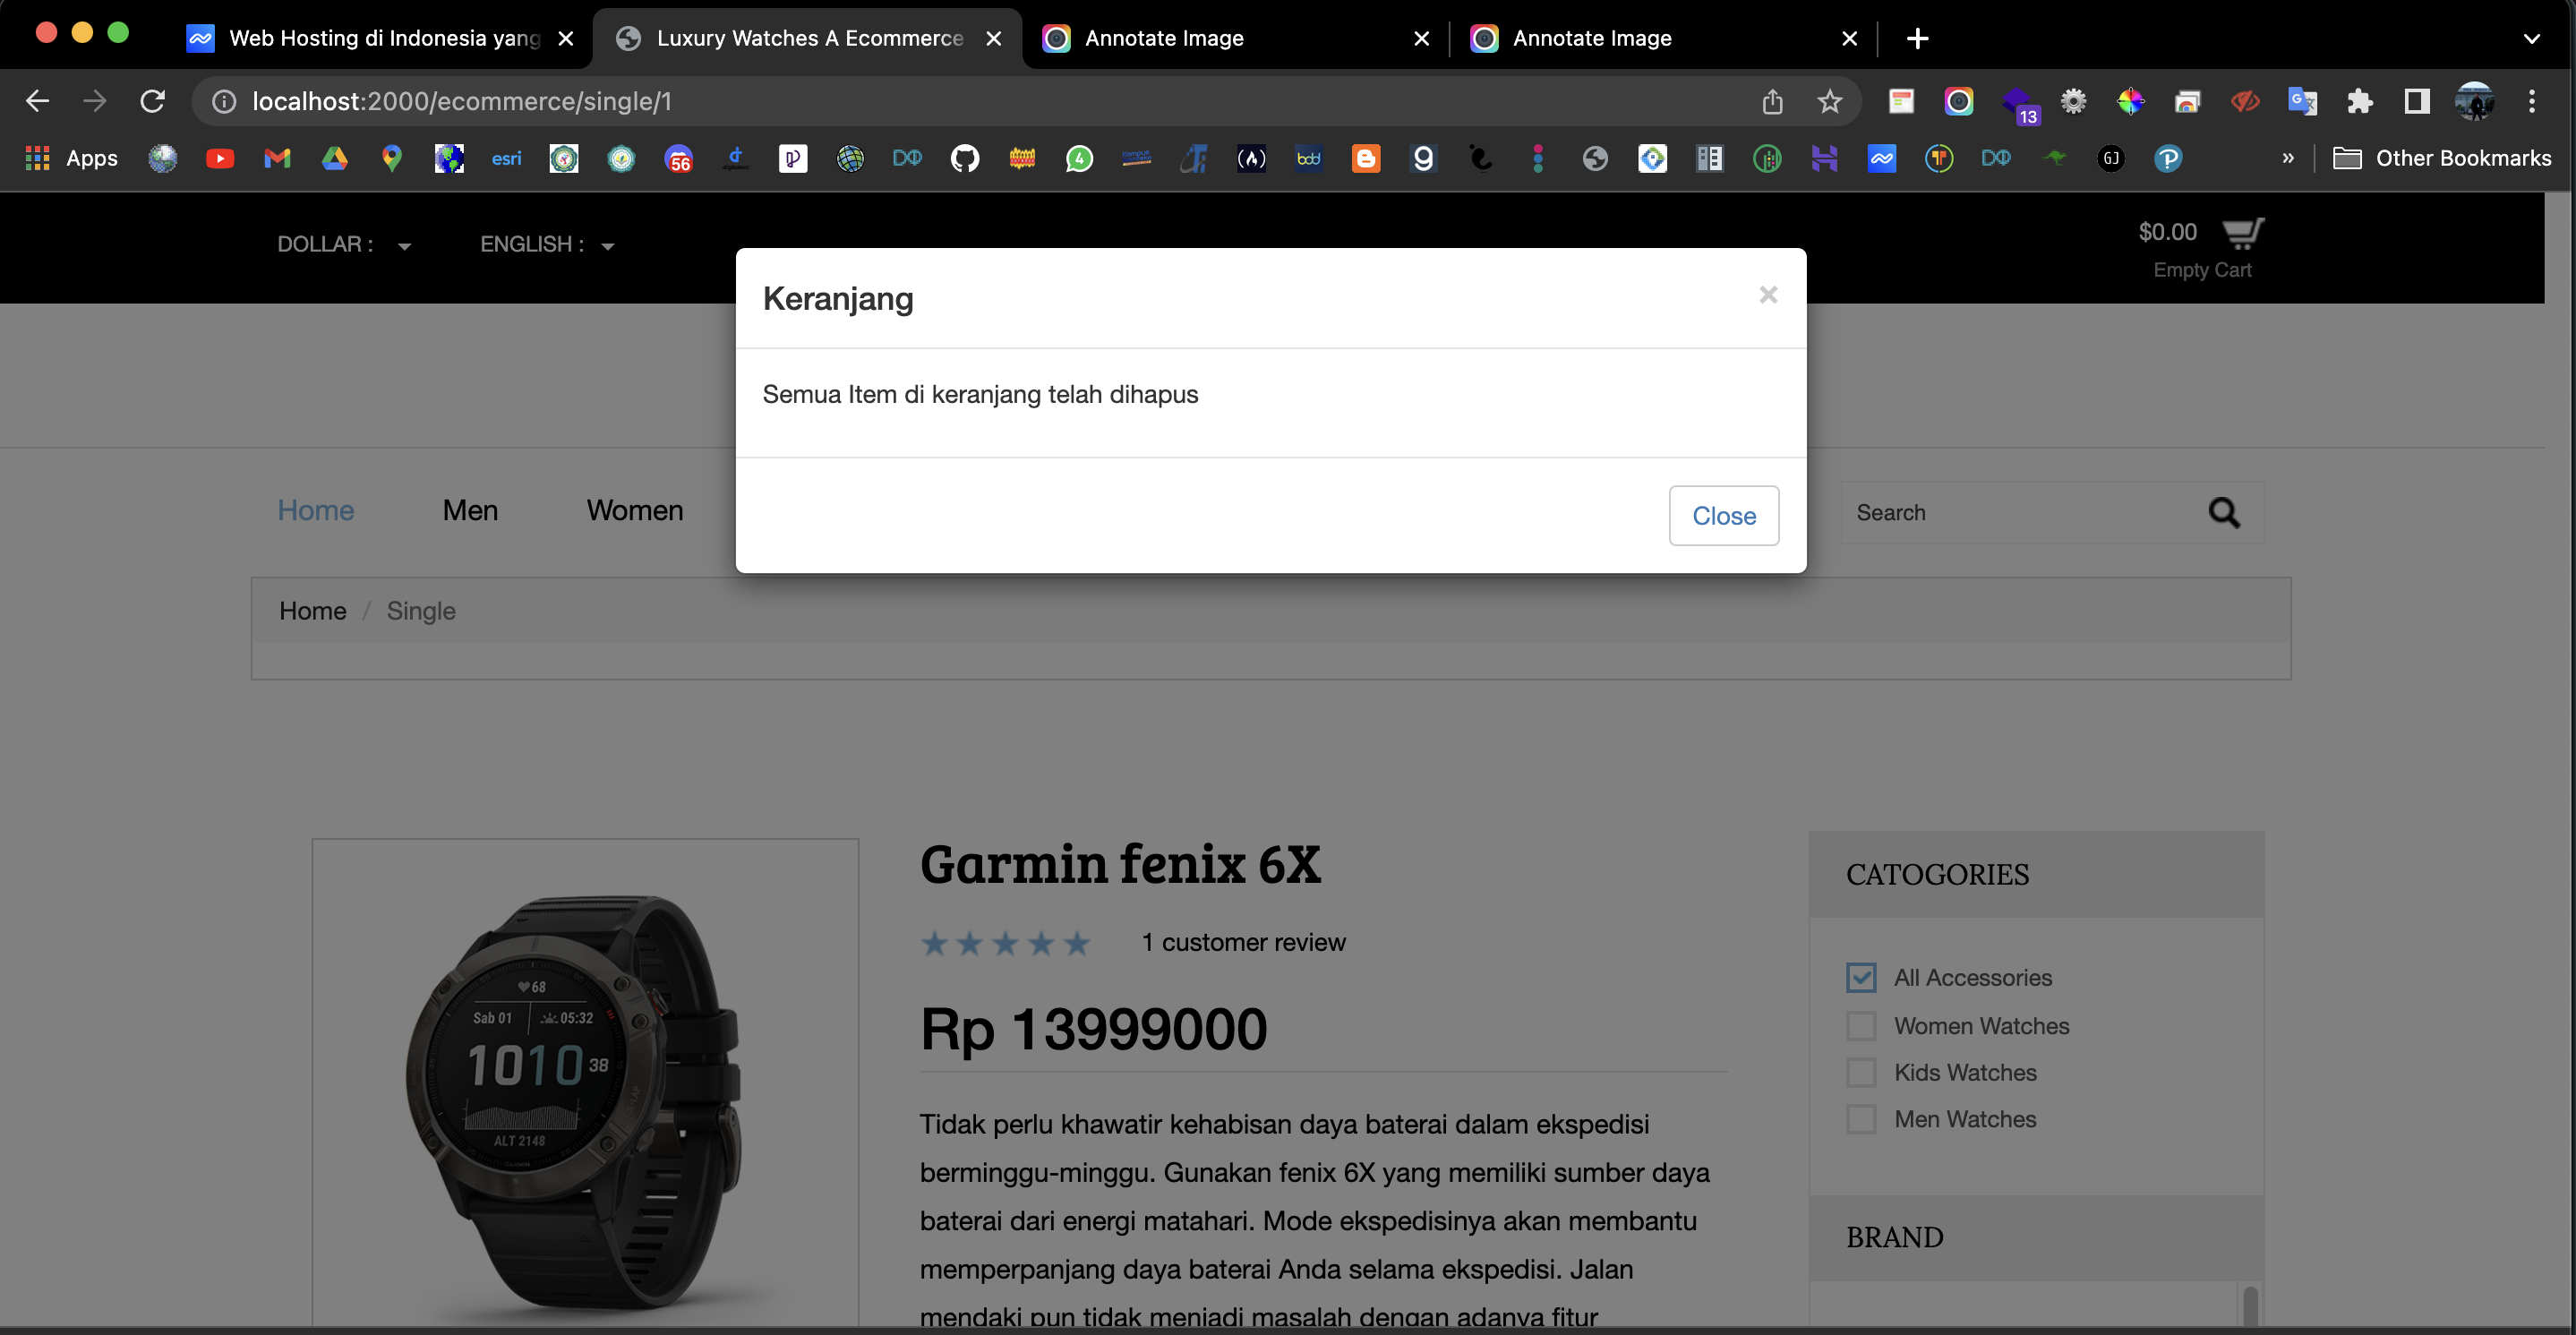 Web Hosting di Indonesia yang
Luxury Watches A Ecommerce
Annotate Image
Annotate Image
localhost:2000/ecommerce/single/1
13
Apps
esri
56
4
bdd
g
GJ
»
Other Bookmarks
DOLLAR :
ENGLISH :
$0.00
Empty Cart
Keranjang
×
Semua Item di keranjang telah dihapus
Close
Home
Men
Women
Search
Home / Single
Garmin fenix 6X
1 customer review
Rp 13999000
Tidak perlu khawatir kehabisan daya baterai dalam ekspedisi
berminggu-minggu. Gunakan fenix 6X yang memiliki sumber daya
baterai dari energi matahari. Mode ekspedisinya akan membantu
memperpanjang daya baterai Anda selama ekspedisi. Jalan
mendaki pun tidak menjadi masalah dengan adanya fitur
68
Sab 01
05:32
1010 38
ALT 2148
GARMIN
LAP
CATOGORIES
All Accessories
Women Watches
Kids Watches
Men Watches
BRAND